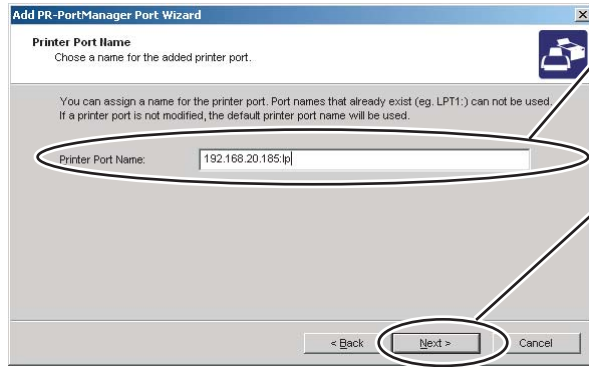 Add PR-PortManager Port Wizard
Printer Port Name
Chose a name for the added printer port.
You can assign a name for the printer port. Port names that already exist (eg. LPT1:) can not be used.
If a printer port is not modified, the default printer port name will be used.
Printer Port Name: 192.168.20.185:lp
< Back Next > Cancel